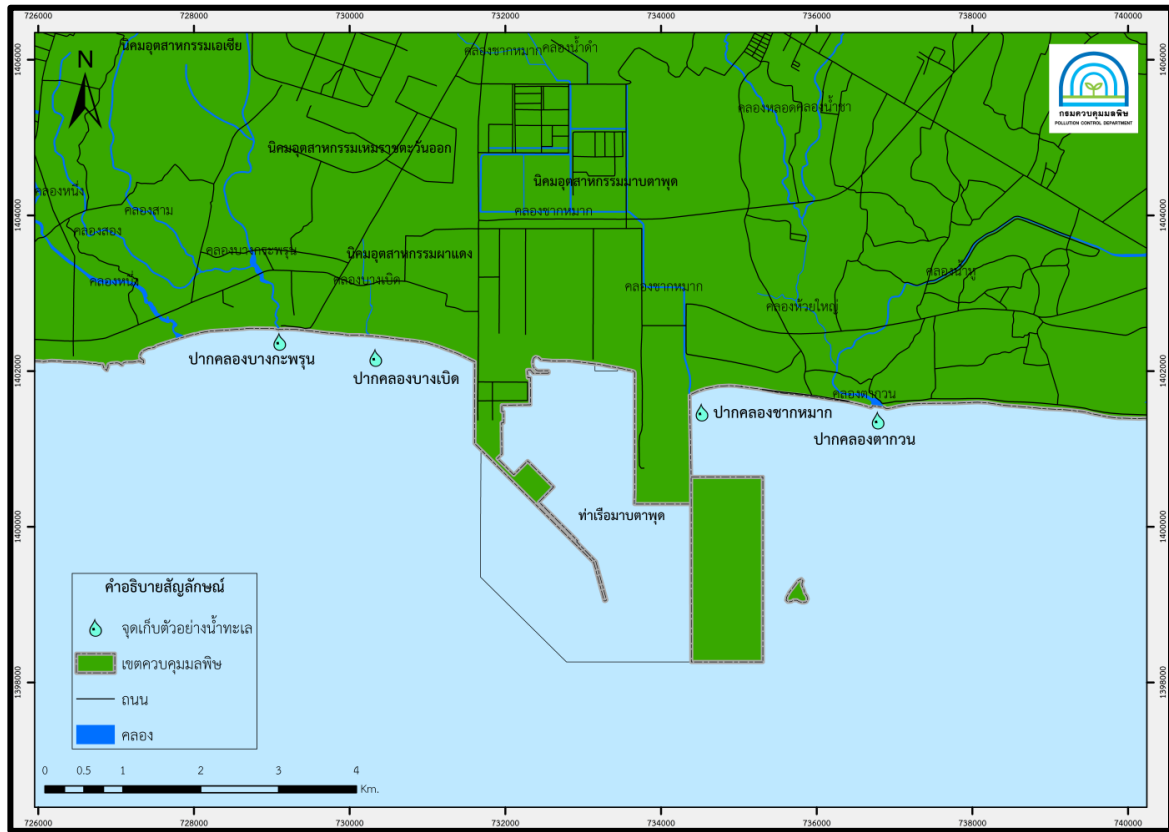 726000 728000 730000 732000 734000 736000 738000 740000
1406000 1404000 1402000 1400000 1398000
N
นิคมอุตสาหกรรมเอเซีย
คลองชากหมาก
คลองน้ำดำ
กรมควบคุมมลพิษ
POLLUTION CONTROL DEPARTMENT
คลองหลอด
คลองน้ำชา
นิคมอุตสาหกรรมเหมราชตะวันออก
นิคมอุตสาหกรรมมาบตาพุด
คลองหนึ่ง
คลองสาม
คลองชากหมาก
คลองสอง
คลองบางกระพรุน
นิคมอุตสาหกรรมผาแดง
คลองน้ำหู
คลองหนึ่ง
คลองบางเบิด
คลองชากหมาก
คลองห้วยใหญ่
ปากคลองบางกะพรุน
ปากคลองบางเบิด
คลองตากวน
ปากคลองชากหมาก
ปากคลองตากวน
ท่าเรือมาบตาพุด
คำอธิบายสัญลักษณ์
จุดเก็บตัวอย่างน้ำทะเล
เขตควบคุมมลพิษ
ถนน
คลอง
0 0.5 1 2 3 4
Km.
1406000 1404000 1402000 1400000 1398000
726000 728000 730000 732000 734000 736000 738000 740000